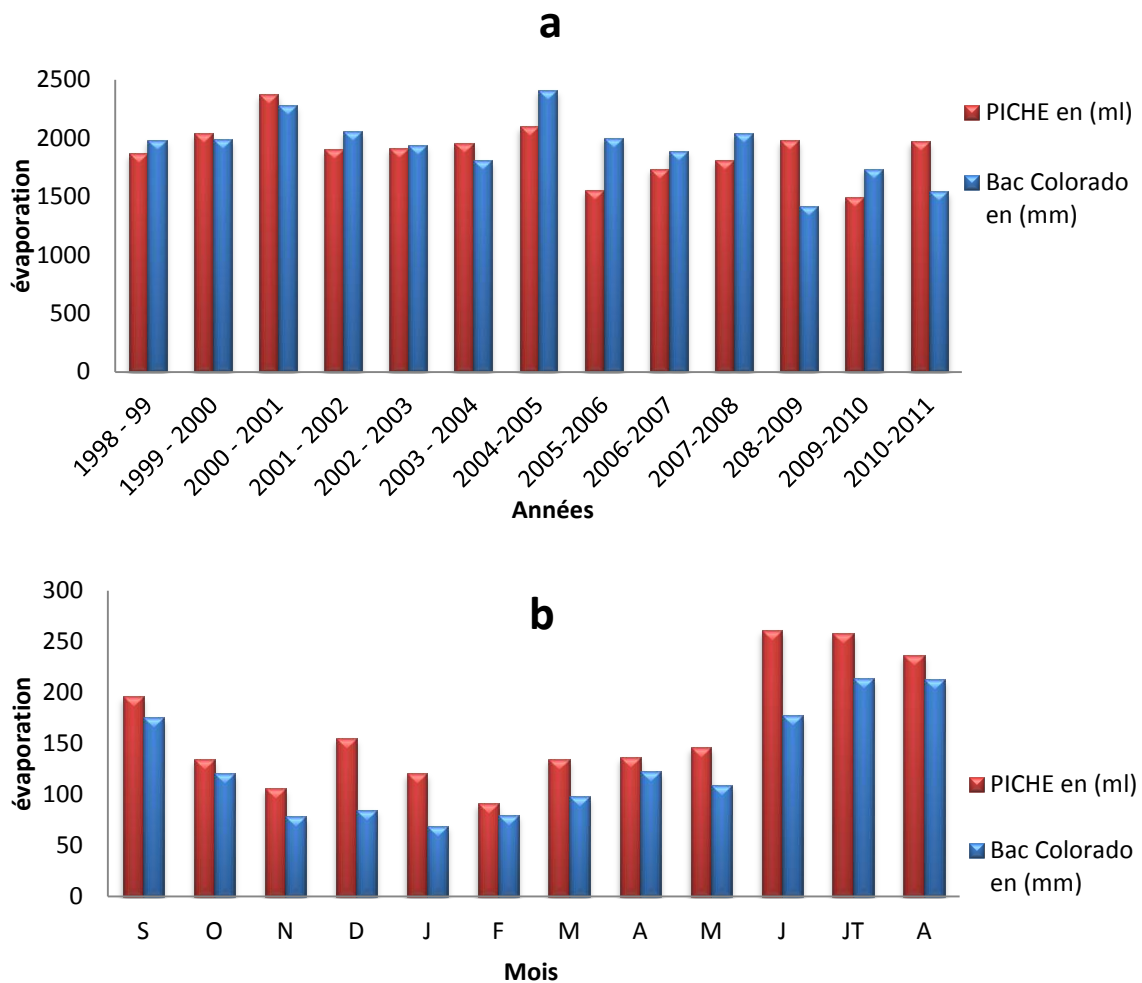 a
2500
2000
1500
1000
500
0
évaporation
PICHE en (ml)
Bac Colorado
en (mm)
1998 - 99
1999 - 2000
2000 - 2001
2001 - 2002
2002 - 2003
2003 - 2004
2004-2005
2005-2006
2006-2007
2007-2008
208-2009
2009-2010
2010-2011
Années
b
300
250
200
150
100
50
0
évaporation
PICHE en (ml)
Bac Colorado
en (mm)
S O N D J F M A M J JT A
Mois